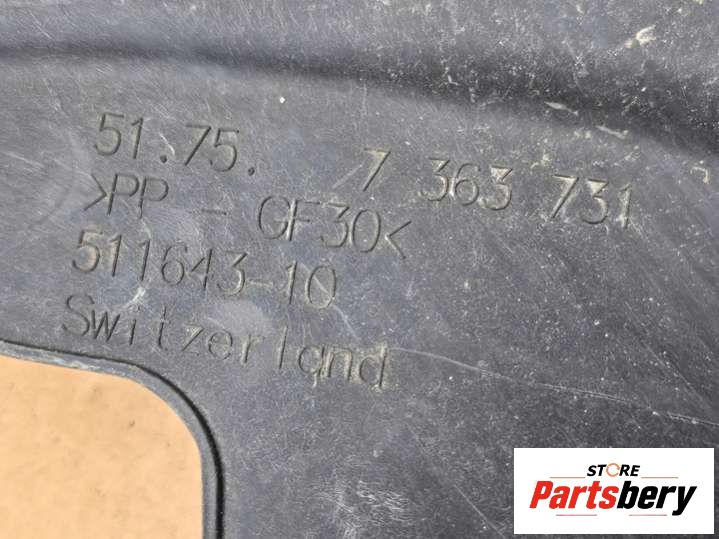 51.75. 7 363 731
>PP - GF30<
511643-10
Switzerland
STORE
Partsbery